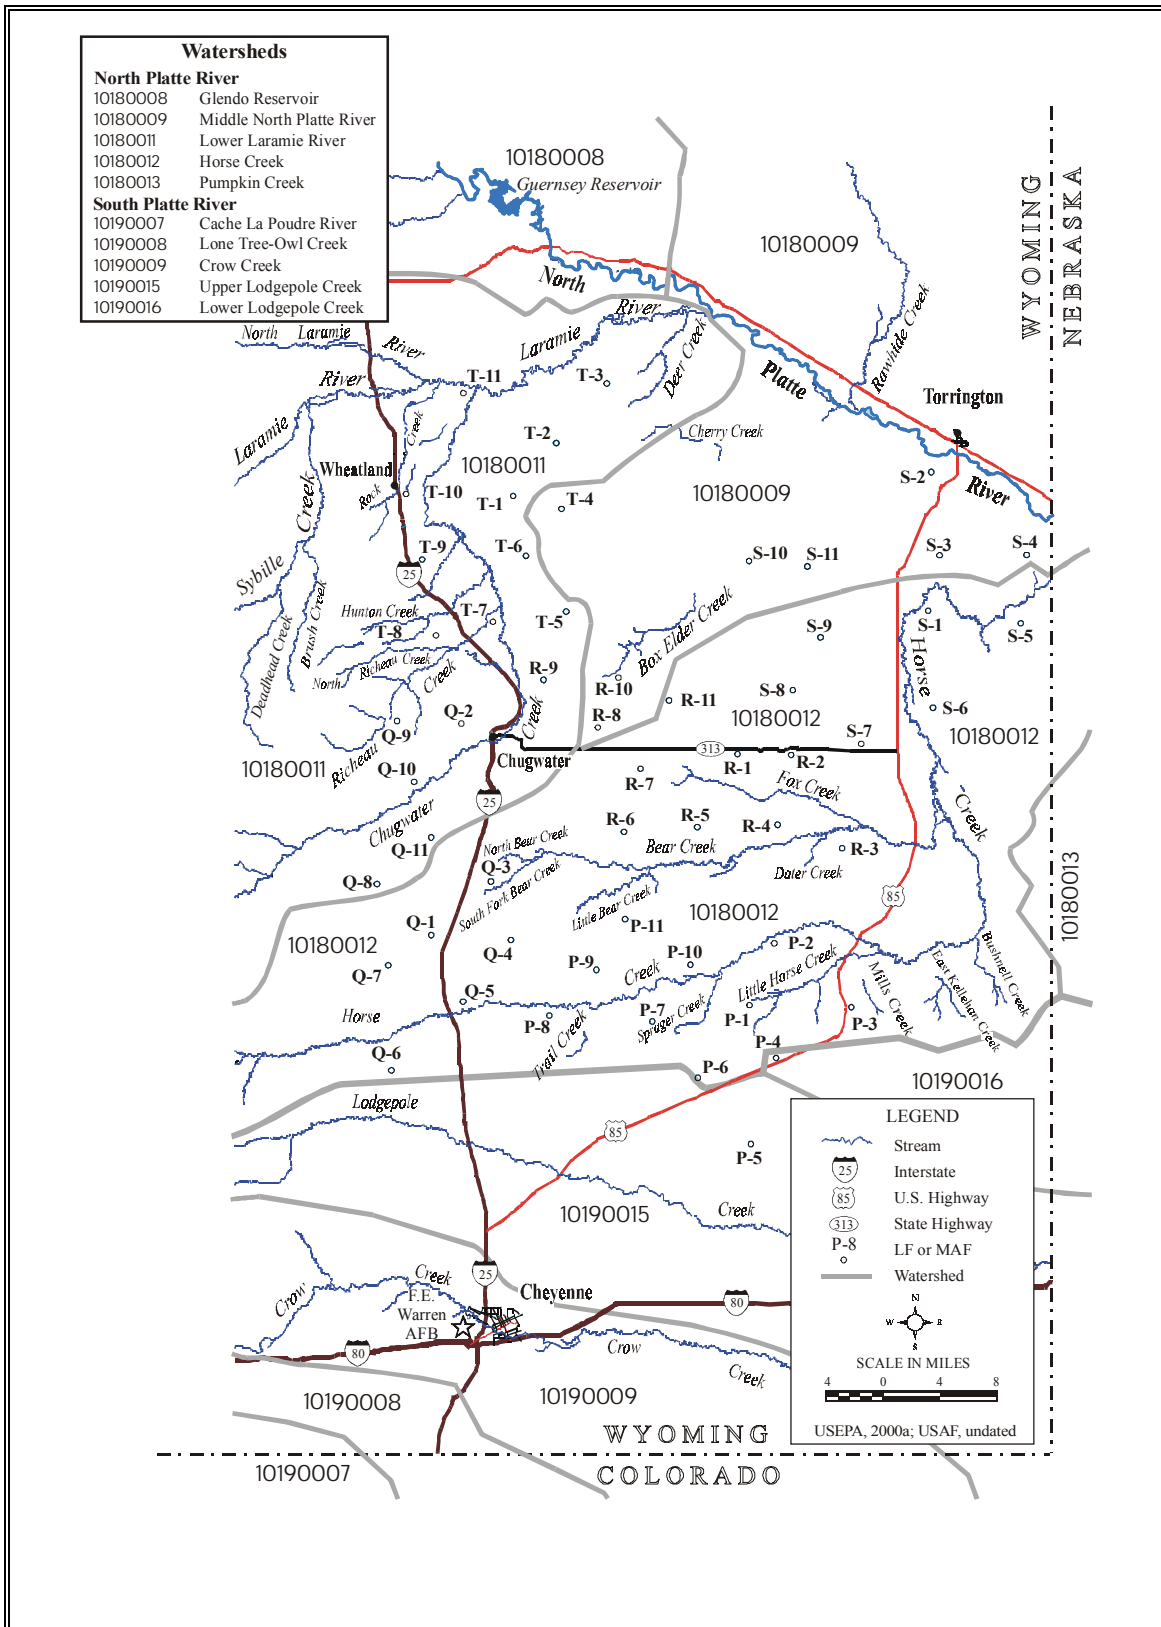 Watersheds
North Platte River
10180008 Glendo Reservoir
10180009 Middle North Platte River
10180011 Lower Laramie River
10180012 Horse Creek
10180013 Pumpkin Creek
South Platte River
10190007 Cache La Poudre River
10190008 Lone Tree-Owl Creek
10190009 Crow Creek
10190015 Upper Lodgepole Creek
10190016 Lower Lodgepole Creek
10180008
Guernsey Reservoir
10180009
WYOMING
NEBRASKA
North
River
Laramie
North Laramie
River
River
Laramie
Deer Creek
Platte
Rawhide Creek
Torrington
T-11
T-3
Creek
T-2
Cherry Creek
Wheatland
10180011
10180009
S-2
River
Rock
T-10
T-1
T-4
Creek
Sybille
T-9
T-6
S-10
S-11
S-3
S-4
25
Brush Creek
Deadhead Creek
Hunton Creek
T-7
T-8
T-5
Box Elder Creek
S-9
S-1
S-5
Horse
North Richeau Creek
Creek
R-9
R-10
R-11
S-8
S-6
Q-2
Q-9
Creek
R-8
10180012
S-7
10180012
Richeau
Chugwater
313
R-1
R-2
10180011
Q-10
R-7
Fox Creek
25
Chugwater
Creek
Q-11
R-6
R-5
R-4
North Bear Creek
Bear Creek
R-3
Q-3
Dater Creek
10180013
Q-8
South Fork Bear Creek
Little Bear Creek
85
Q-1
P-11
10180012
10180012
Q-4
P-2
Q-7
P-9
P-10
Creek
Little Horse Creek
Mills Creek
East Kellehan Creek
Bushnell Creek
Q-5
Horse
P-8
P-7
Spruger Creek
P-1
P-3
Trail Creek
P-4
Q-6
P-6
10190016
Lodgepole
85
P-5
10190015
Creek
LEGEND
Stream
25 Interstate
85 U.S. Highway
313 State Highway
P-8 LF or MAF
Watershed
N
W E
S
SCALE IN MILES
4 0 4 8
USEPA, 2000a; USAF, undated
25
Creek
Crow
F.E.
Warren
AFB
Cheyenne
80
80
Crow
Creek
10190008
10190009
WYOMING
COLORADO
10190007